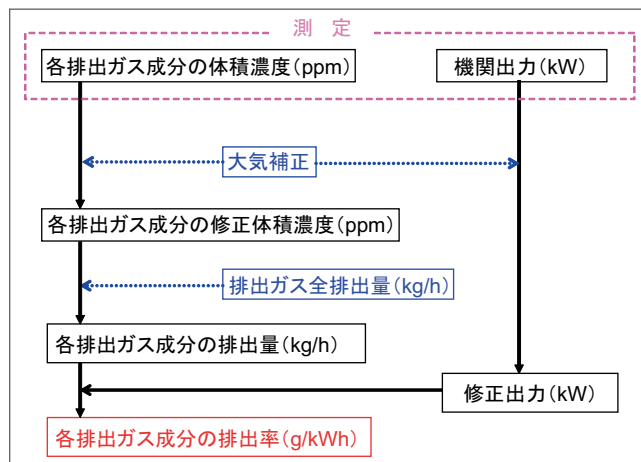 測 定
各排出ガス成分の体積濃度(ppm)
機関出力(kW)
大気補正
各排出ガス成分の修正体積濃度(ppm)
排出ガス全排出量(kg/h)
各排出ガス成分の排出量(kg/h)
修正出力(kW)
各排出ガス成分の排出率(g/kWh)